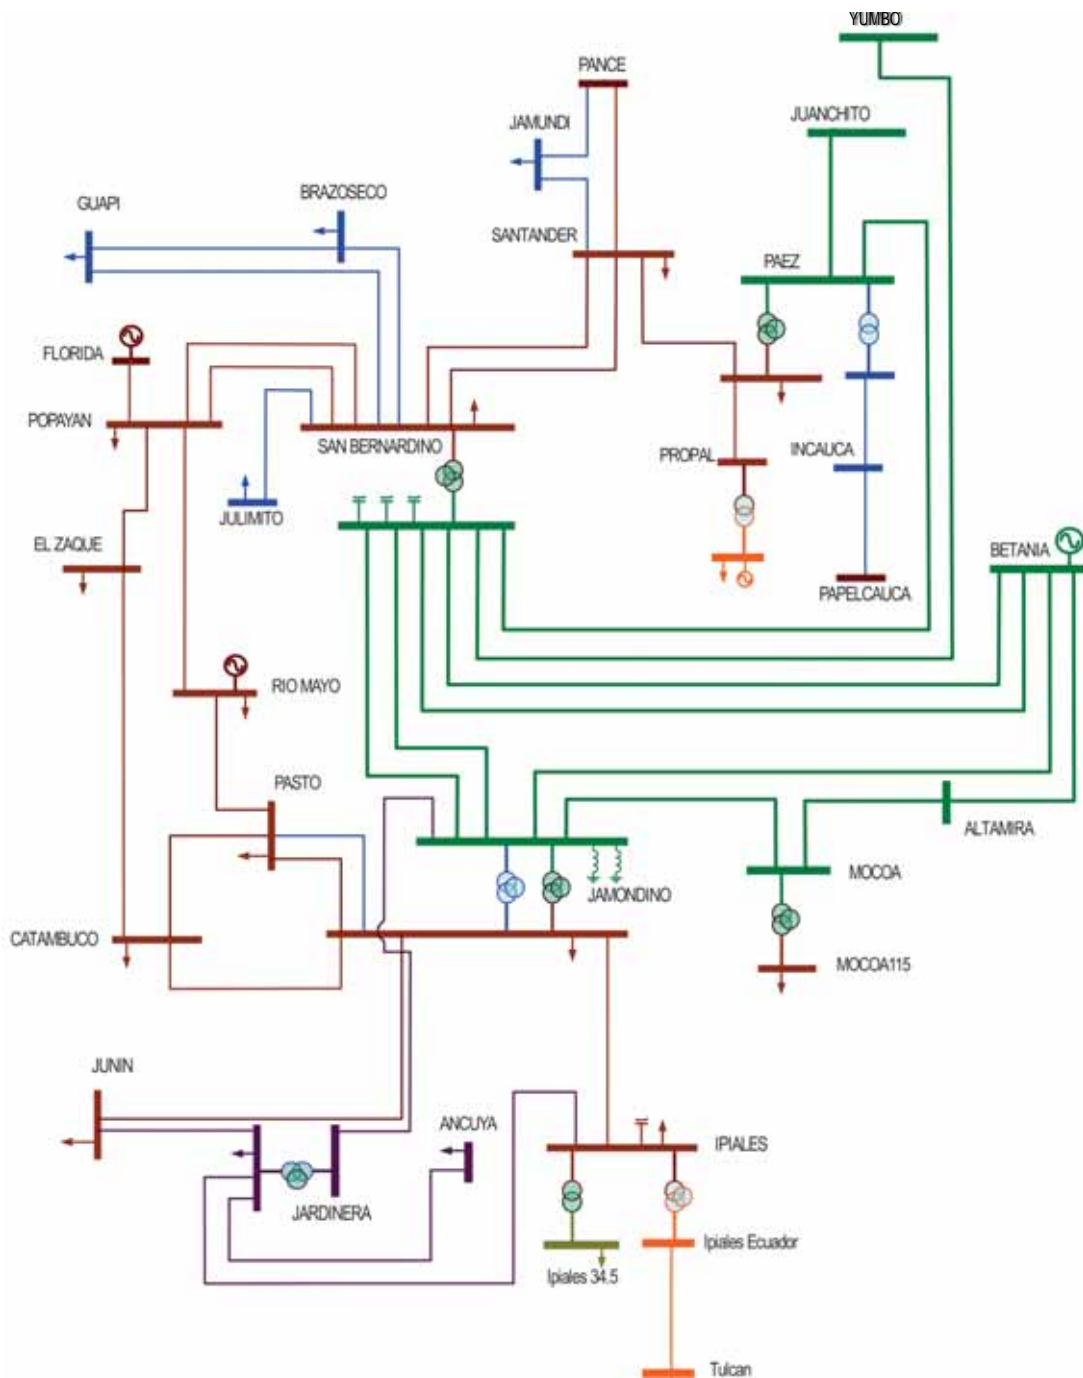 YUMBO
PANCE
JUANCHITO
JAMUNDI
BRAZOSECO
GUAPI
SANTANDER
PAEZ
FLORIDA
POPAYAN
SAN BERNARDINO
PROPAL
INCAUCA
JULIMITO
EL ZAQUE
BETANIA
PAPELCAUCA
RIO MAYO
PASTO
ALTAMIRA
JAMONDINO
MOCOA
CATAMBUCO
MOCOA115
JUNIN
ANCUYA
IPIALES
JARDINERA
Ipiales Ecuador
Ipiales 34.5
Tulcan